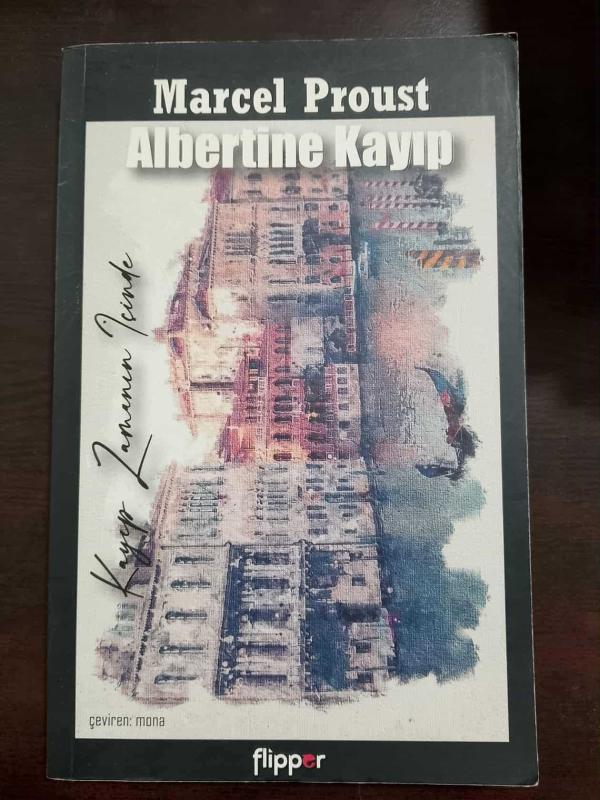 Marcel Proust
Albertine Kayıp
Kayıp Zamanın İçinde
çeviren: mona
flipper